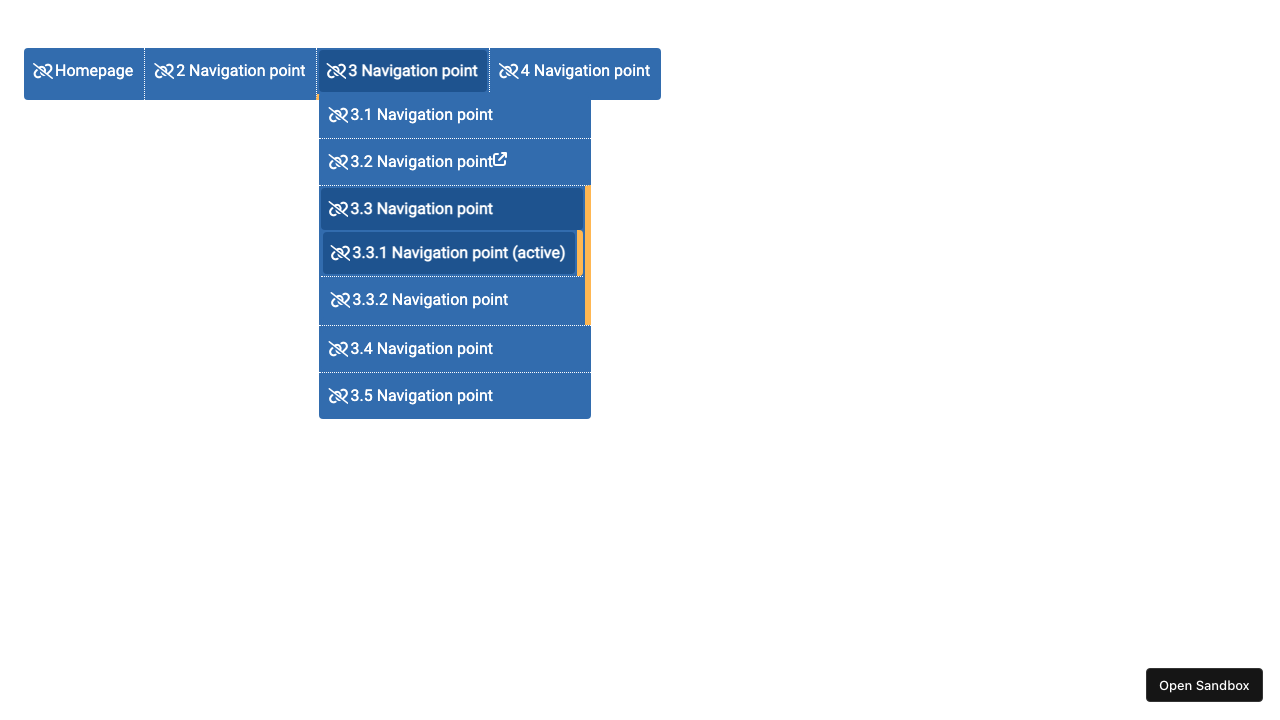 Homepage 2 Navigation point 3 Navigation point 4 Navigation point
3.1 Navigation point
3.2 Navigation point
3.3 Navigation point
3.3.1 Navigation point (active)
3.3.2 Navigation point
3.4 Navigation point
3.5 Navigation point
Open Sandbox